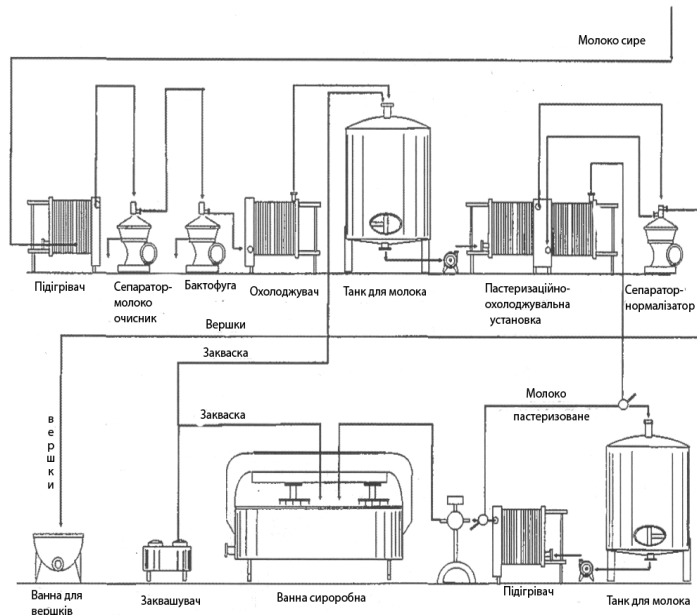 Молоко сире
Підігрівач
Сепаратор-
молоко
очисник
Бактофуга
Охолоджувач
Танк для молока
Пастеризаційно-
охолоджувальна
установка
Сепаратор-
нормалізатор
Вершки
Закваска
Закваска
Молоко
пастеризоване
вершки
Ванна для
вершків
Заквашувач
Ванна сироробна
Підігрівач
Танк для молока